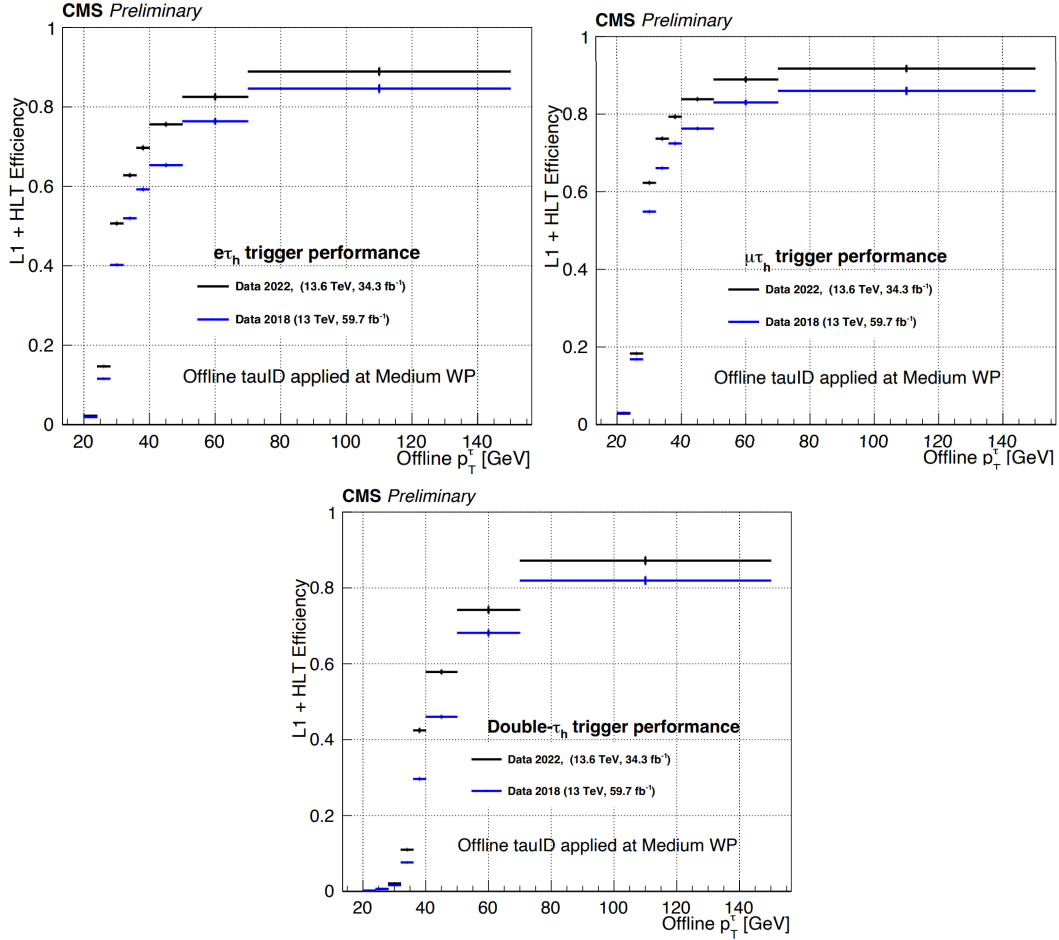 CMS Preliminary
L1 + HLT Efficiency
1
0.8
0.6
0.4
0.2
0
eτh trigger performance
Data 2022, (13.6 TeV, 34.3 fb-1)
Data 2018 (13 TeV, 59.7 fb-1)
Offline tauID applied at Medium WP
20 40 60 80 100 120 140
Offline pTτ [GeV]
CMS Preliminary
L1 + HLT Efficiency
1
0.8
0.6
0.4
0.2
0
μτh trigger performance
Data 2022, (13.6 TeV, 34.3 fb-1)
Data 2018 (13 TeV, 59.7 fb-1)
Offline tauID applied at Medium WP
20 40 60 80 100 120 140
Offline pTτ [GeV]
CMS Preliminary
L1 + HLT Efficiency
1
0.8
0.6
0.4
0.2
0
Double-τh trigger performance
Data 2022, (13.6 TeV, 34.3 fb-1)
Data 2018 (13 TeV, 59.7 fb-1)
Offline tauID applied at Medium WP
20 40 60 80 100 120 140
Offline pTτ [GeV]